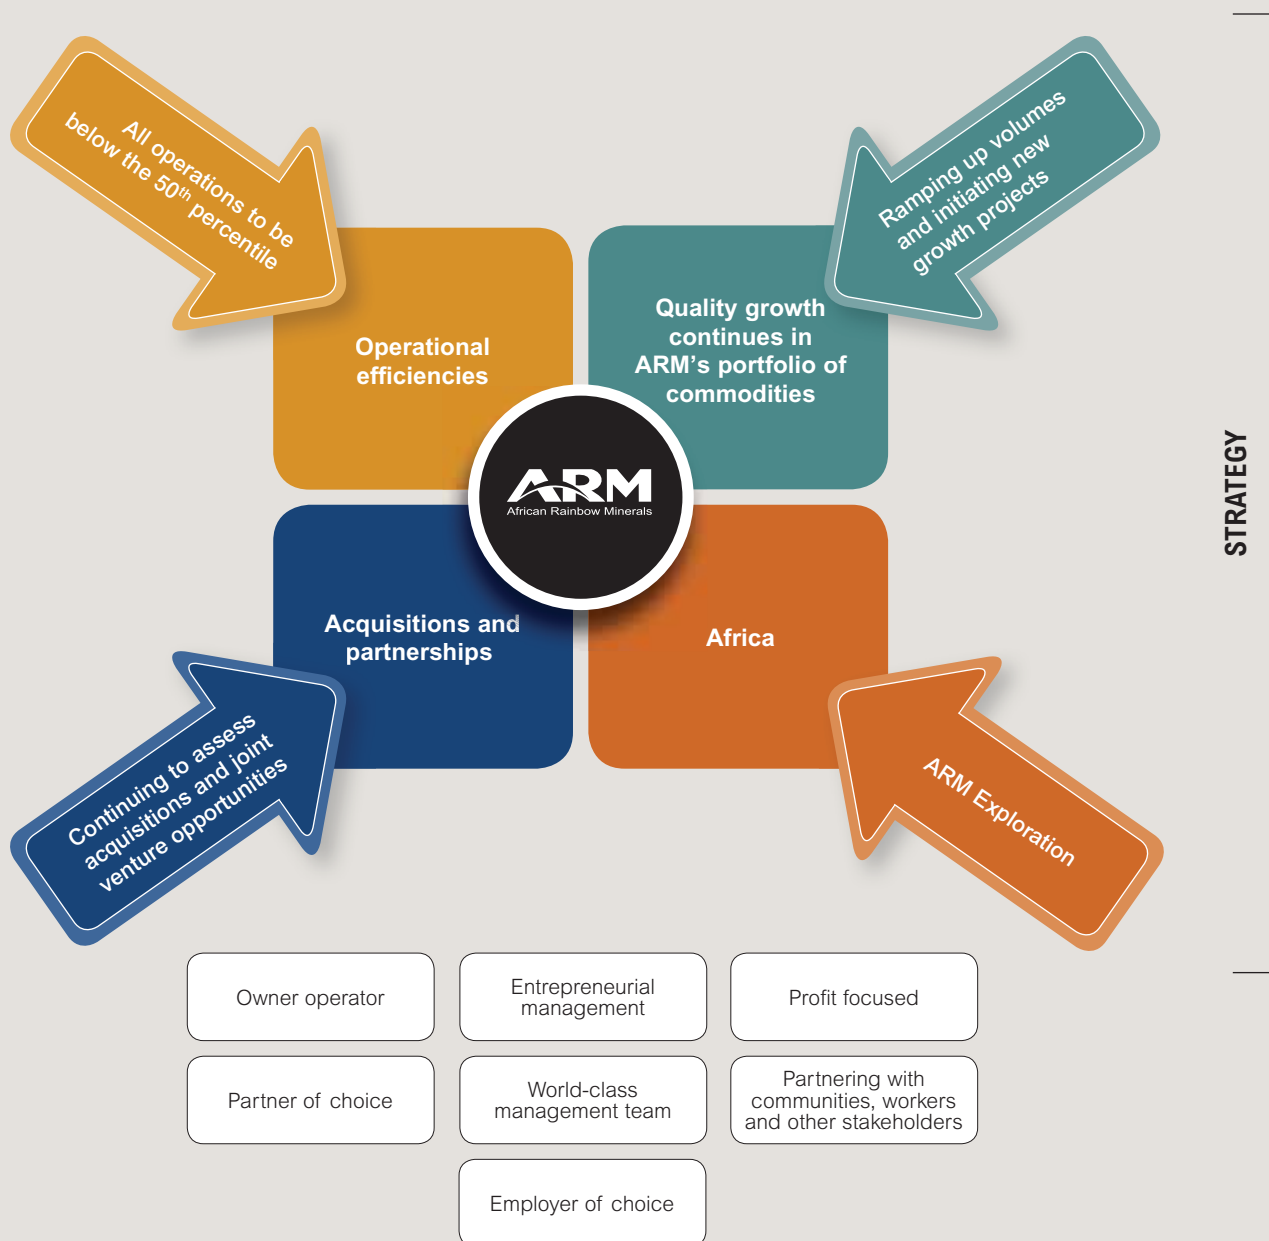 All operations to be
below the 50th percentile
Ramping up volumes
and initiating new
growth projects
Operational
efficiencies
Quality growth
continues in
ARM’s portfolio of
commodities
ARM
African Rainbow Minerals
STRATEGY
Acquisitions and
partnerships
Africa
Continuing to assess
acquisitions and joint
venture opportunities
ARM Exploration
Owner operator
Entrepreneurial
management
Profit focused
Partner of choice
World-class
management team
Partnering with
communities, workers
and other stakeholders
Employer of choice